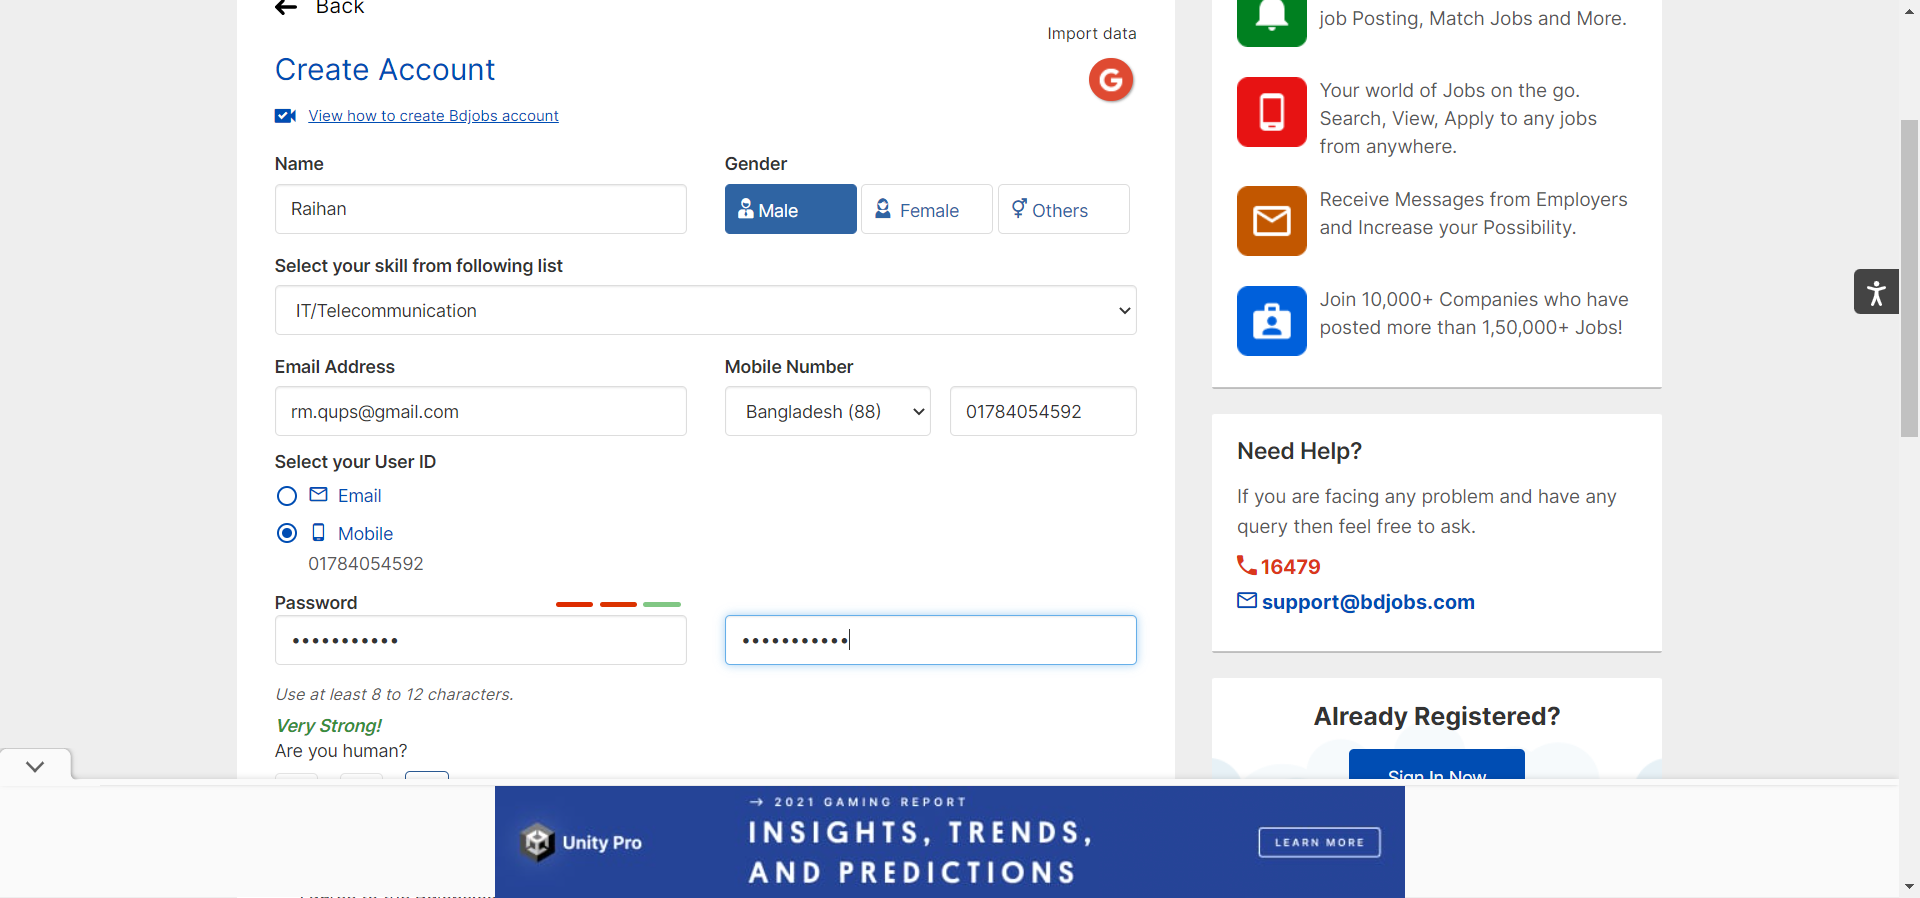 Back
Import data
Create Account
G
View how to create Bdjobs account
Name
Gender
Raihan
Male
Female
Others
Select your skill from following list
IT/Telecommunication
Email Address
Mobile Number
rm.qups@gmail.com
Bangladesh (88)
01784054592
Select your User ID
Email
Mobile
01784054592
Password
Use at least 8 to 12 characters.
Very Strong!
Are you human?
job Posting, Match Jobs and More.
Your world of Jobs on the go.
Search, View, Apply to any jobs
from anywhere.
Receive Messages from Employers
and Increase your Possibility.
Join 10,000+ Companies who have
posted more than 1,50,000+ Jobs!
Need Help?
If you are facing any problem and have any
query then feel free to ask.
16479
support@bdjobs.com
Already Registered?
Sign In Now
→ 2021 GAMING REPORT
Unity Pro
INSIGHTS, TRENDS,
AND PREDICTIONS
LEARN MORE